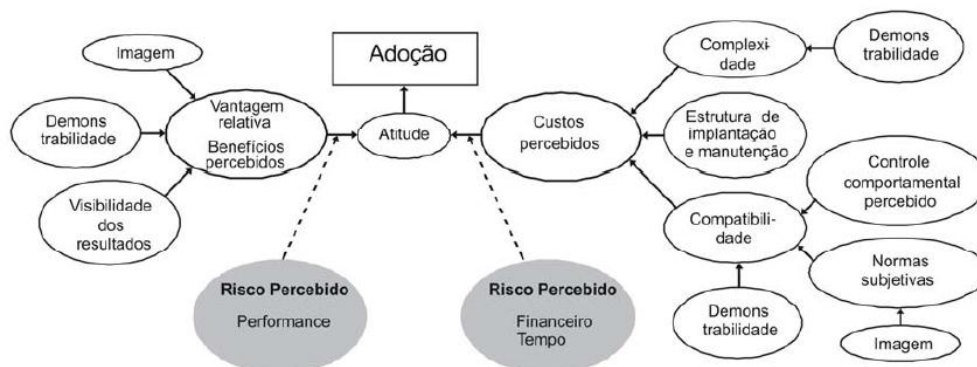 Imagem
Demons
trabilidade
Visibilidade
dos
resultados
Vantagem
relativa
Benefícios
percebidos
Adoção
Atitude
Custos
percebidos
Complexi
dade
Demons
trabilidade
Estrutura de
implantação
e manutenção
Controle
comportamental
percebido
Compatibili-
dade
Normas
subjetivas
Demons
trabilidade
Imagem
Risco Percebido
Performance
Risco Percebido
Financeiro
Tempo